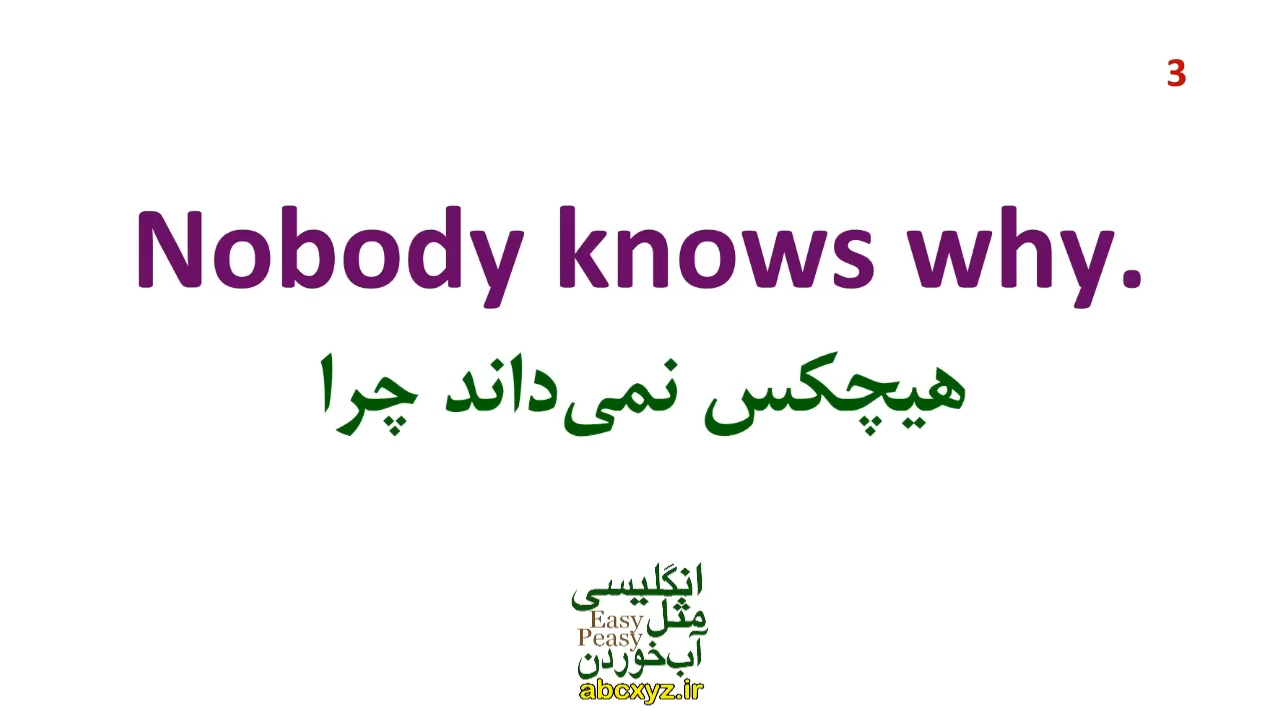 3
Nobody knows why.
هیچکس نمی‌داند چرا
انگلیسی
مثل
Easy
Peasy
آب‌خوردن
abcxyz.ir